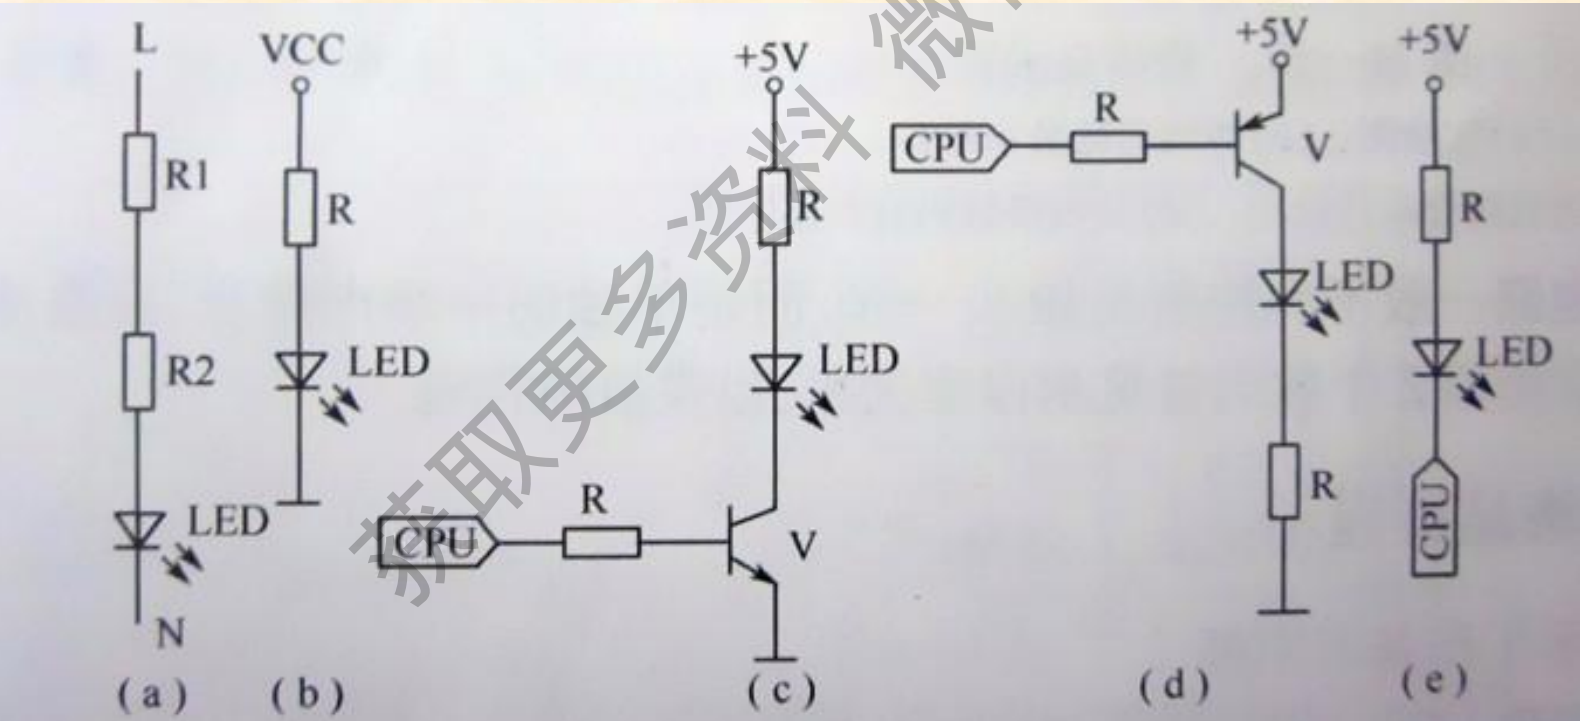 L
R1
R2
LED
N
(a)
VCC
R
LED
(b)
+5V
R
LED
CPU
R
V
(c)
+5V
CPU
R
V
LED
R
(d)
+5V
R
LED
CPU
(e)
获取更多资料 微